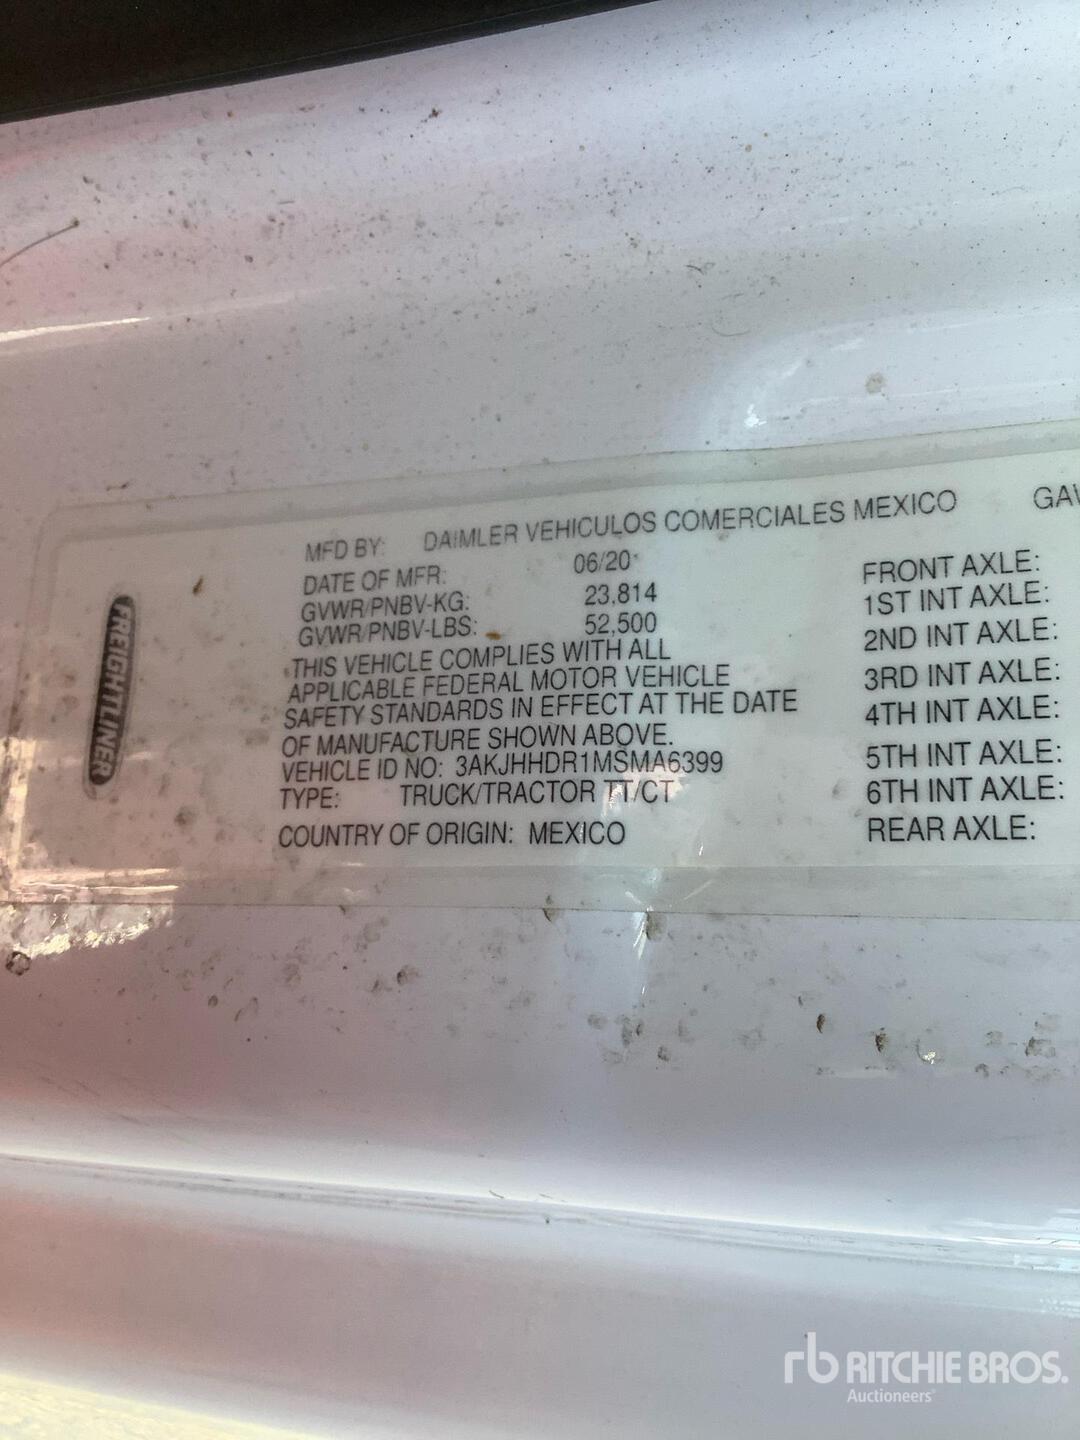 FREIGHTLINER
MFD BY: DAIMLER VEHICULOS COMERCIALES MEXICO
DATE OF MFR: 06/20
GVWR/PNBV-KG: 23,814
GVWR/PNBV-LBS: 52,500
THIS VEHICLE COMPLIES WITH ALL
APPLICABLE FEDERAL MOTOR VEHICLE
SAFETY STANDARDS IN EFFECT AT THE DATE
OF MANUFACTURE SHOWN ABOVE.
VEHICLE ID NO: 3AKJHHDR1MSMA6399
TYPE: TRUCK/TRACTOR TT/CT
COUNTRY OF ORIGIN: MEXICO
FRONT AXLE:
1ST INT AXLE:
2ND INT AXLE:
3RD INT AXLE:
4TH INT AXLE:
5TH INT AXLE:
6TH INT AXLE:
REAR AXLE:
rb RITCHIE BROS.
Auctioneers